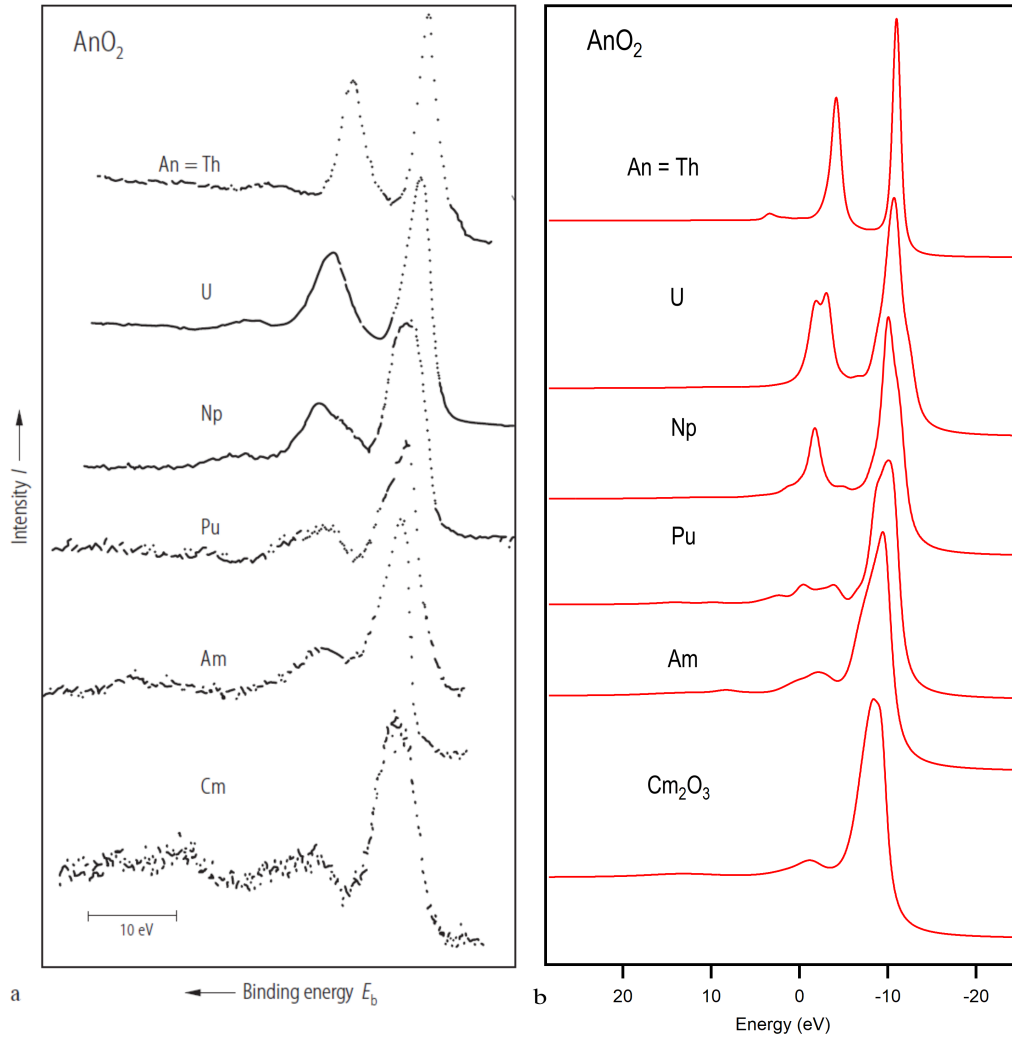 AnO₂
An = Th
U
Np
Pu
Am
Cm
10 eV
Intensity I
a
Binding energy E_b
AnO₂
An = Th
U
Np
Pu
Am
Cm₂O₃
20 10 0 -10 -20
b
Energy (eV)